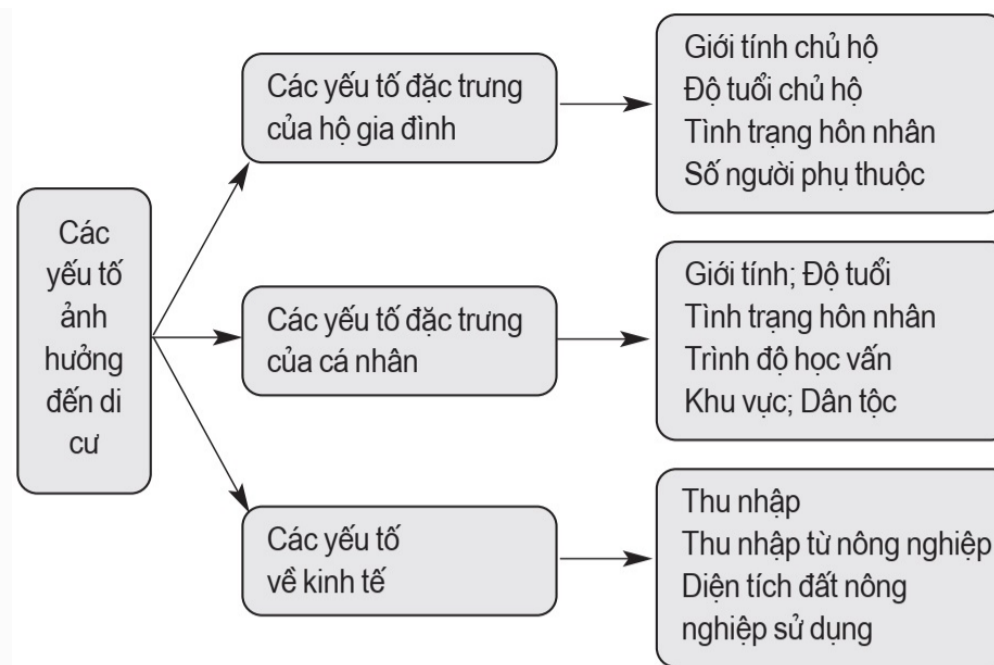 Các
yếu tố
ảnh
hưởng
đến di
cư
Các yếu tố đặc trưng
của hộ gia đình
Giới tính chủ hộ
Độ tuổi chủ hộ
Tình trạng hôn nhân
Số người phụ thuộc
Các yếu tố đặc trưng
của cá nhân
Giới tính; Độ tuổi
Tình trạng hôn nhân
Trình độ học vấn
Khu vực; Dân tộc
Các yếu tố
về kinh tế
Thu nhập
Thu nhập từ nông nghiệp
Diện tích đất nông
nghiệp sử dụng